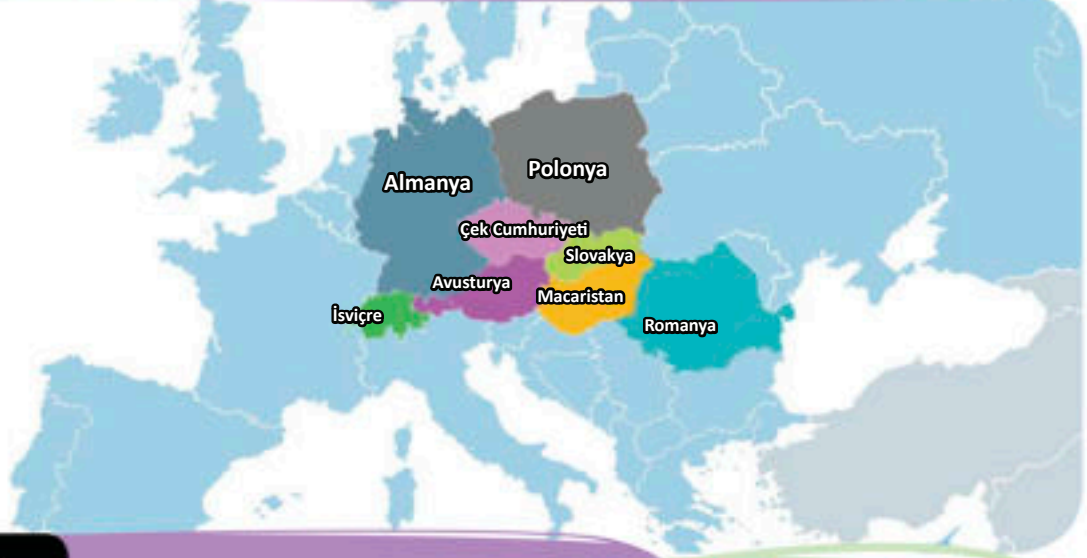 Almanya
Polonya
Çek Cumhuriyeti
Slovakya
Avusturya
Macaristan
İsviçre
Romanya